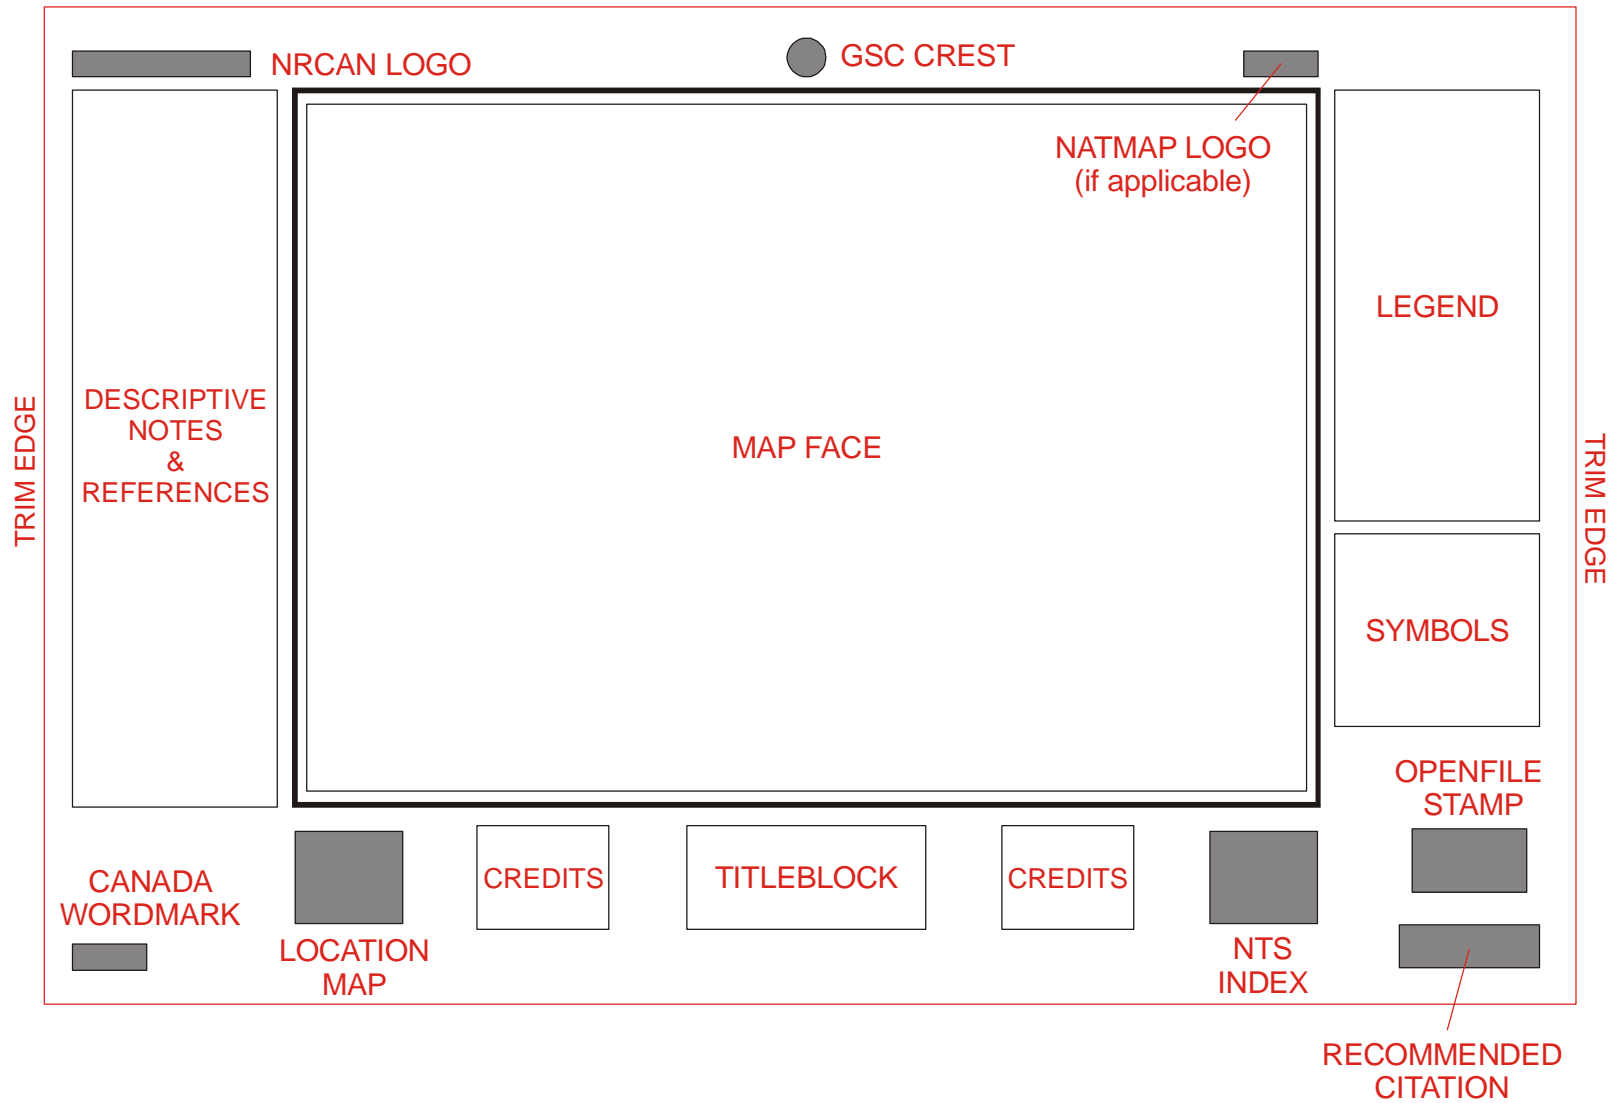 NRCAN LOGO
GSC CREST
NATMAP LOGO
(if applicable)
LEGEND
DESCRIPTIVE
NOTES
&
REFERENCES
TRIM EDGE
MAP FACE
TRIM EDGE
SYMBOLS
OPENFILE
STAMP
CANADA
WORDMARK
CREDITS
TITLEBLOCK
CREDITS
LOCATION
MAP
NTS
INDEX
RECOMMENDED
CITATION